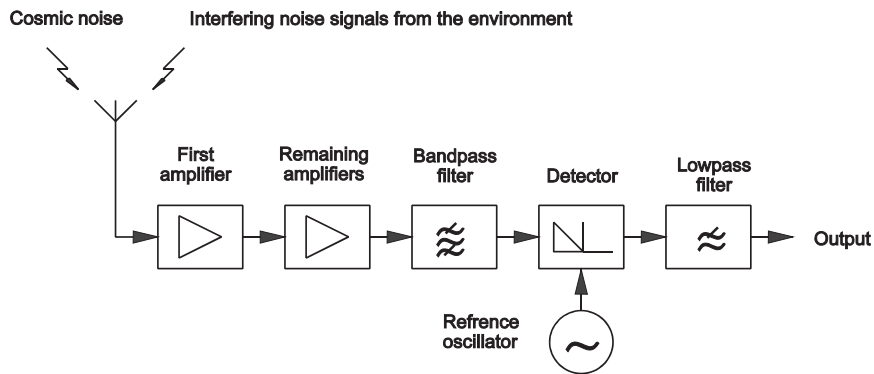 Cosmic noise
Interfering noise signals from the environment
First
amplifier
Remaining
amplifiers
Bandpass
filter
Detector
Lowpass
filter
Output
Refrence
oscillator